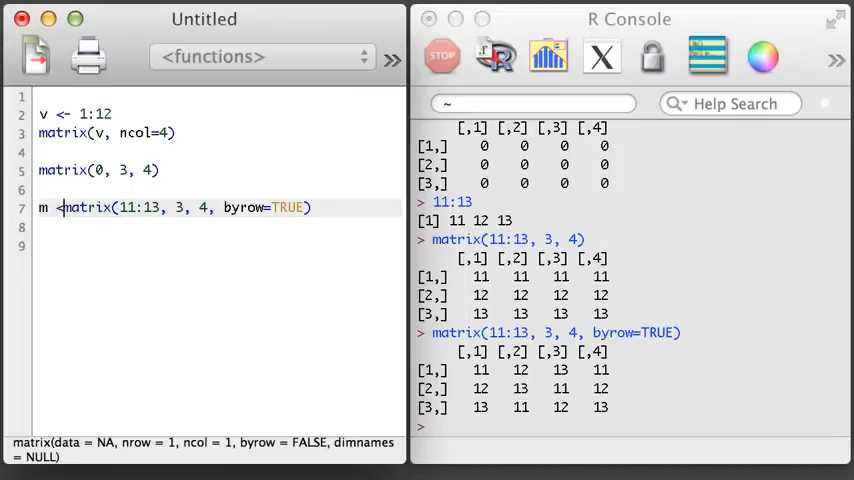 Untitled
<functions>
»
1
2 v <- 1:12
3 matrix(v, ncol=4)
4
5 matrix(0, 3, 4)
6
7 m <matrix(11:13, 3, 4, byrow=TRUE)
8
9
matrix(data = NA, nrow = 1, ncol = 1, byrow = FALSE, dimnames
= NULL)
R Console
STOP R X »
~ Help Search
[,1] [,2] [,3] [,4]
[1,] 0 0 0 0
[2,] 0 0 0 0
[3,] 0 0 0 0
> 11:13
[1] 11 12 13
> matrix(11:13, 3, 4)
[,1] [,2] [,3] [,4]
[1,] 11 11 11 11
[2,] 12 12 12 12
[3,] 13 13 13 13
> matrix(11:13, 3, 4, byrow=TRUE)
[,1] [,2] [,3] [,4]
[1,] 11 12 13 11
[2,] 12 13 11 12
[3,] 13 11 12 13
>